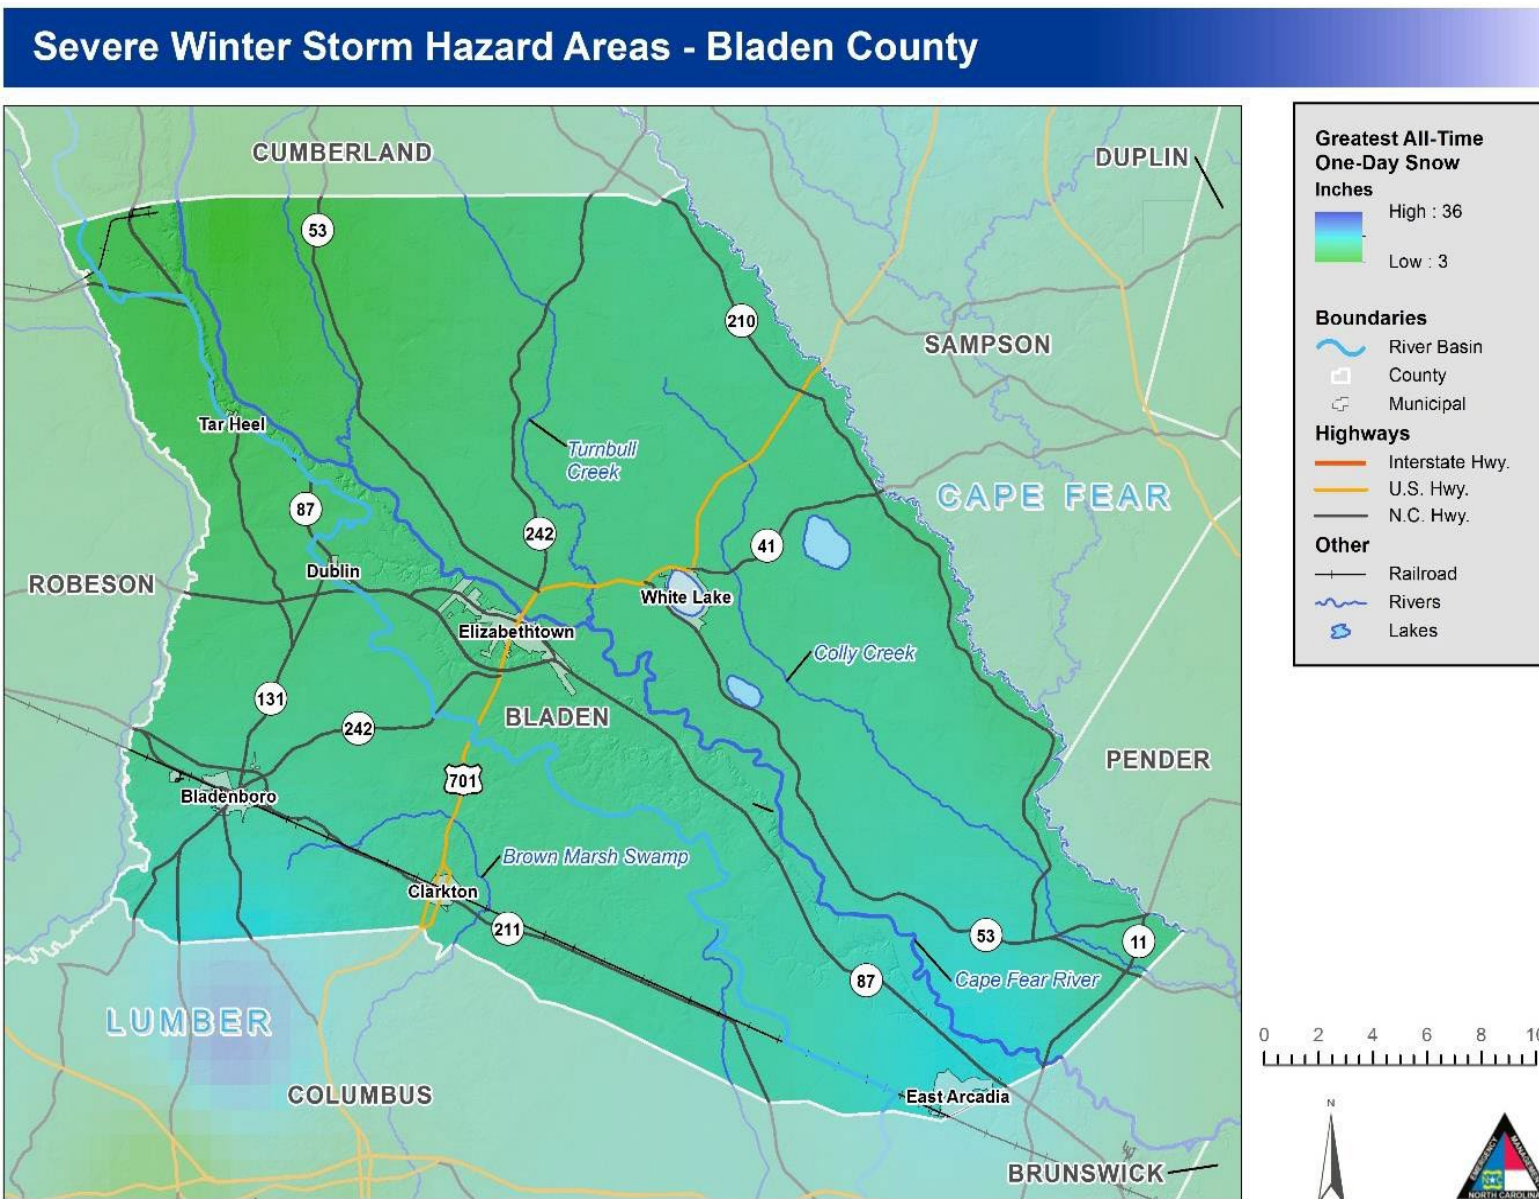 Severe Winter Storm Hazard Areas - Bladen County
CUMBERLAND
DUPLIN
53
210
SAMPSON
Tar Heel
Turnbull
Creek
CAPE FEAR
87
242
41
ROBESON
Dublin
White Lake
Elizabethtown
Colly Creek
131
242
BLADEN
701
PENDER
Bladenboro
Brown Marsh Swamp
Clarkton
211
53
11
87
Cape Fear River
LUMBER
COLUMBUS
East Arcadia
BRUNSWICK
Greatest All-Time
One-Day Snow
Inches
High : 36
Low : 3
Boundaries
River Basin
County
Municipal
Highways
Interstate Hwy.
U.S. Hwy.
N.C. Hwy.
Other
Railroad
Rivers
Lakes
0 2 4 6 8
N
EMERGENCY
NORTH CAROLINA